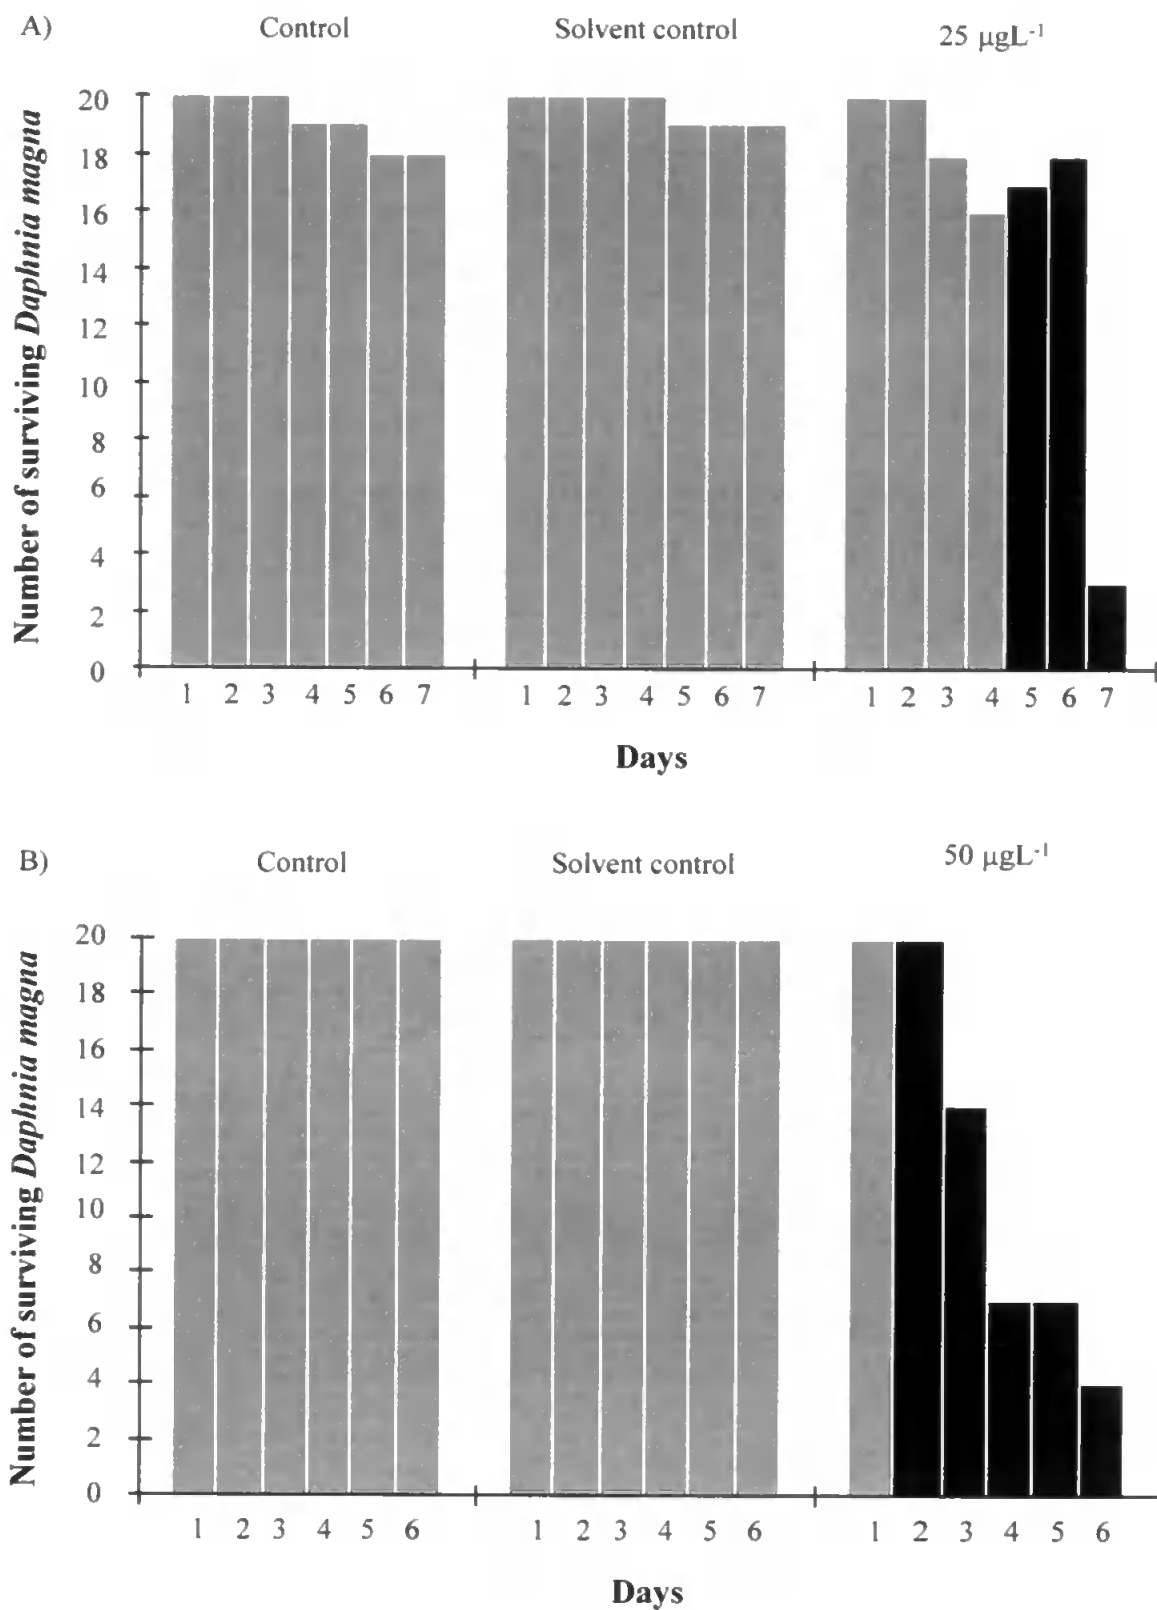 A) Control Solvent control 25 µgL-1
Number of surviving Daphnia magna
20
18
16
14
12
10
8
6
4
2
0
1 2 3 4 5 6 7 1 2 3 4 5 6 7 1 2 3 4 5 6 7
Days
B) Control Solvent control 50 µgL-1
Number of surviving Daphnia magna
20
18
16
14
12
10
8
6
4
2
0
1 2 3 4 5 6 1 2 3 4 5 6 1 2 3 4 5 6
Days